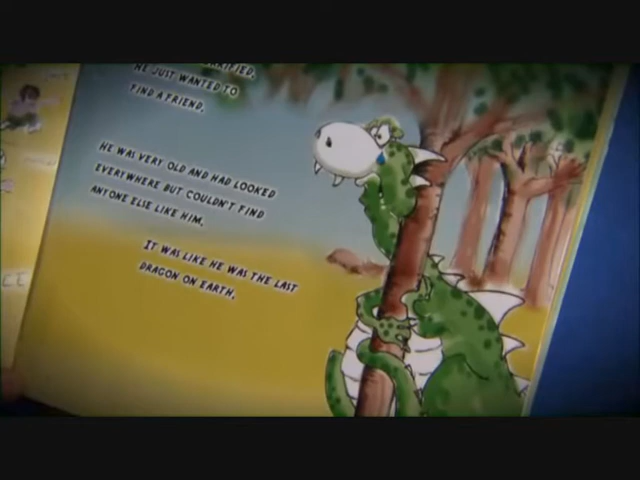 HE JUST WANTED TO
FIND A FRIEND.
HE WAS VERY OLD AND HAD LOOKED
EVERYWHERE BUT COULDN'T FIND
ANYONE ELSE LIKE HIM.
IT WAS LIKE HE WAS THE LAST
DRAGON ON EARTH.